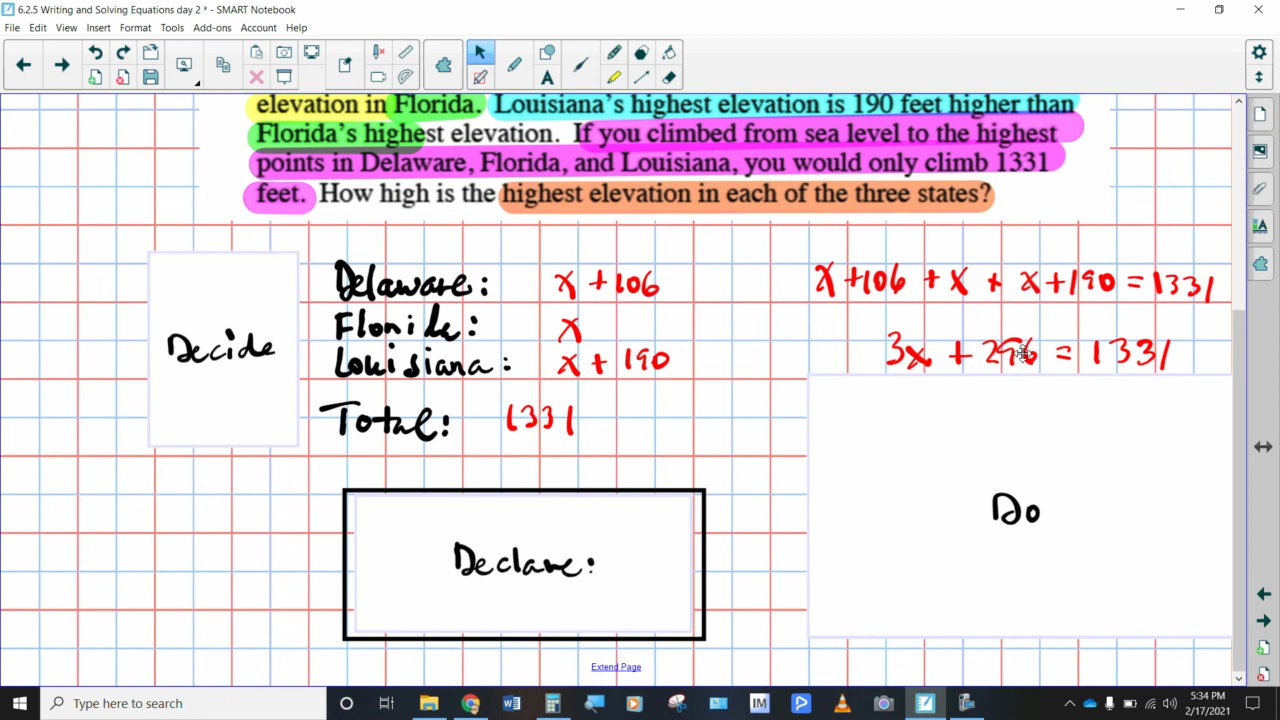 6.2.5 Writing and Solving Equations day 2 * - SMART Notebook
File Edit View Insert Format Tools Add-ons Account Help
elevation in Florida. Louisiana's highest elevation is 190 feet higher than
Florida's highest elevation. If you climbed from sea level to the highest
points in Delaware, Florida, and Louisiana, you would only climb 1331
feet. How high is the highest elevation in each of the three states?
Decide
Delaware: x + 106
Floride: x
Louisiana: x + 190
Total: 1331
x + 106 + x + x + 190 = 1331
3x + 296 = 1331
Do
Declare:
Extend Page
Type here to search
5:34 PM
2/17/2021